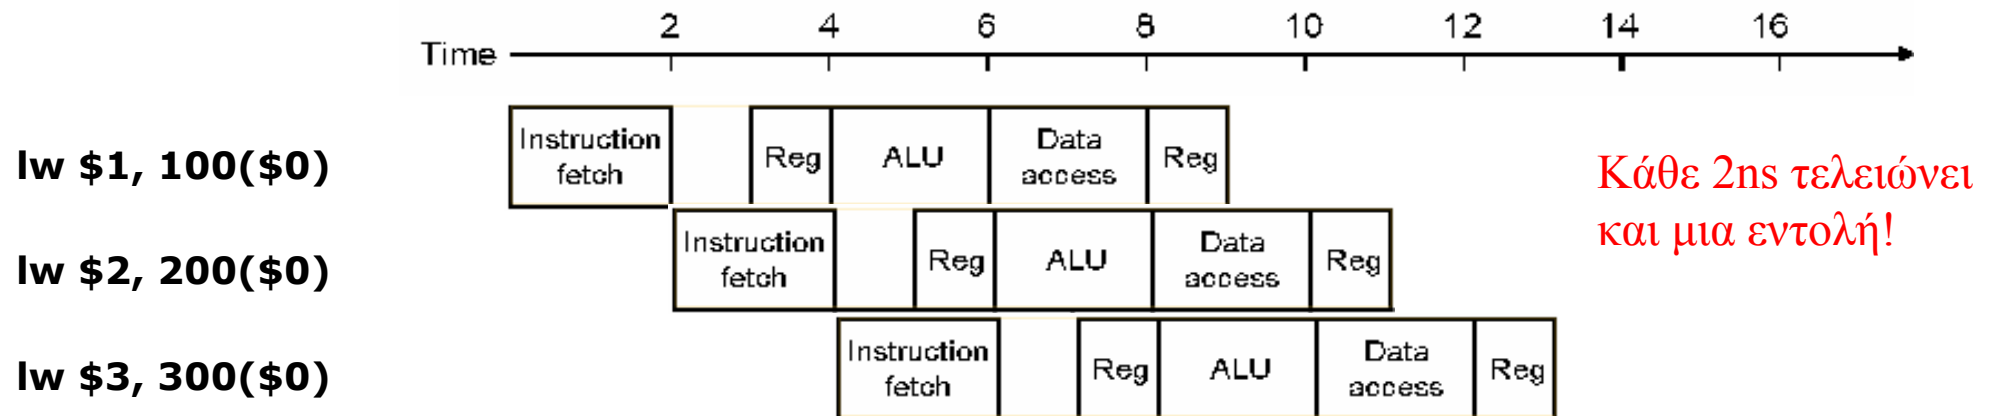 2 4 6 8 10 12 14 16
Time
lw $1, 100($0)
Instruction
fetch
Reg
ALU
Data
access
Reg
Κάθε 2ns τελειώνει
και μια εντολή!
lw $2, 200($0)
Instruction
fetch
Reg
ALU
Data
access
Reg
lw $3, 300($0)
Instruction
fetch
Reg
ALU
Data
access
Reg